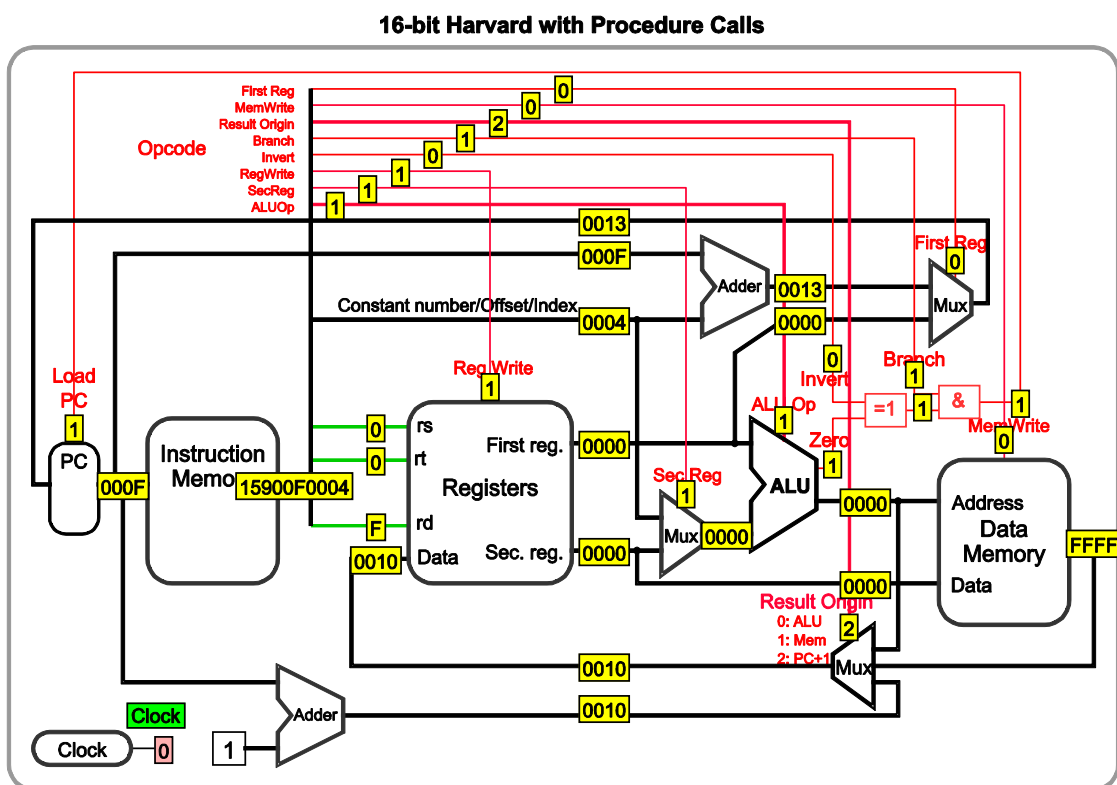 16-bit Harvard with Procedure Calls
First Reg 0
MemWrite 0
Result Origin 2
Opcode
Branch 1
Invert 0
RegWrite 1
SecReg 1
ALUOp 1
0013
000F
First Reg
0
Adder
0013
Mux
Constant number/Offset/Index
0004
0000
Load
PC
1
Reg Write
1
Invert
0
Branch
1
=1
1
&
1
ALU Op
1
Zero
1
MemWrite
0
PC
000F
Instruction
Memo
15900F0004
0
rs
0
rt
F
rd
0010
Data
Registers
First reg.
0000
Sec. reg.
0000
Sec Reg
1
Mux
0000
ALU
0000
0000
Address
Data
Memory
Data
FFFF
Result Origin
0: ALU
1: Mem
2: PC+1
2
Mux
0010
0010
Adder
1
Clock
Clock
0